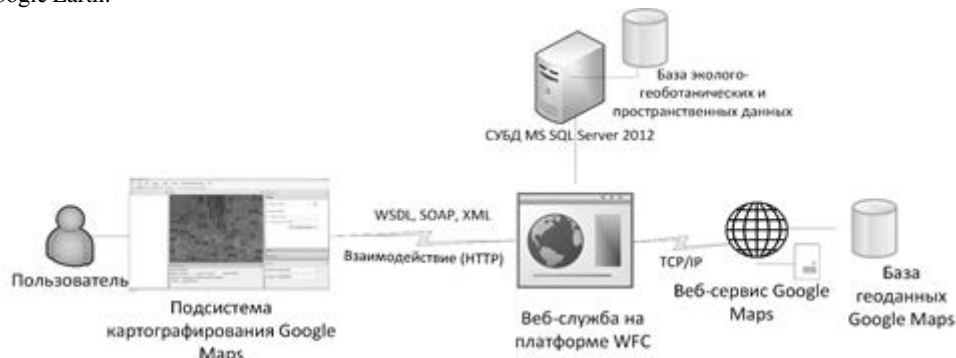 oogle Earth.
База эколого-
геоботанических и
пространственных данных
СУБД MS SQL Server 2012
WSDL, SOAP, XML
Взаимодействие (HTTP)
TCP/IP
Пользователь
Подсистема
картографирования Google
Maps
Веб-служба на
платформе WFC
Веб-сервис Google
Maps
База
геоданных
Google Maps